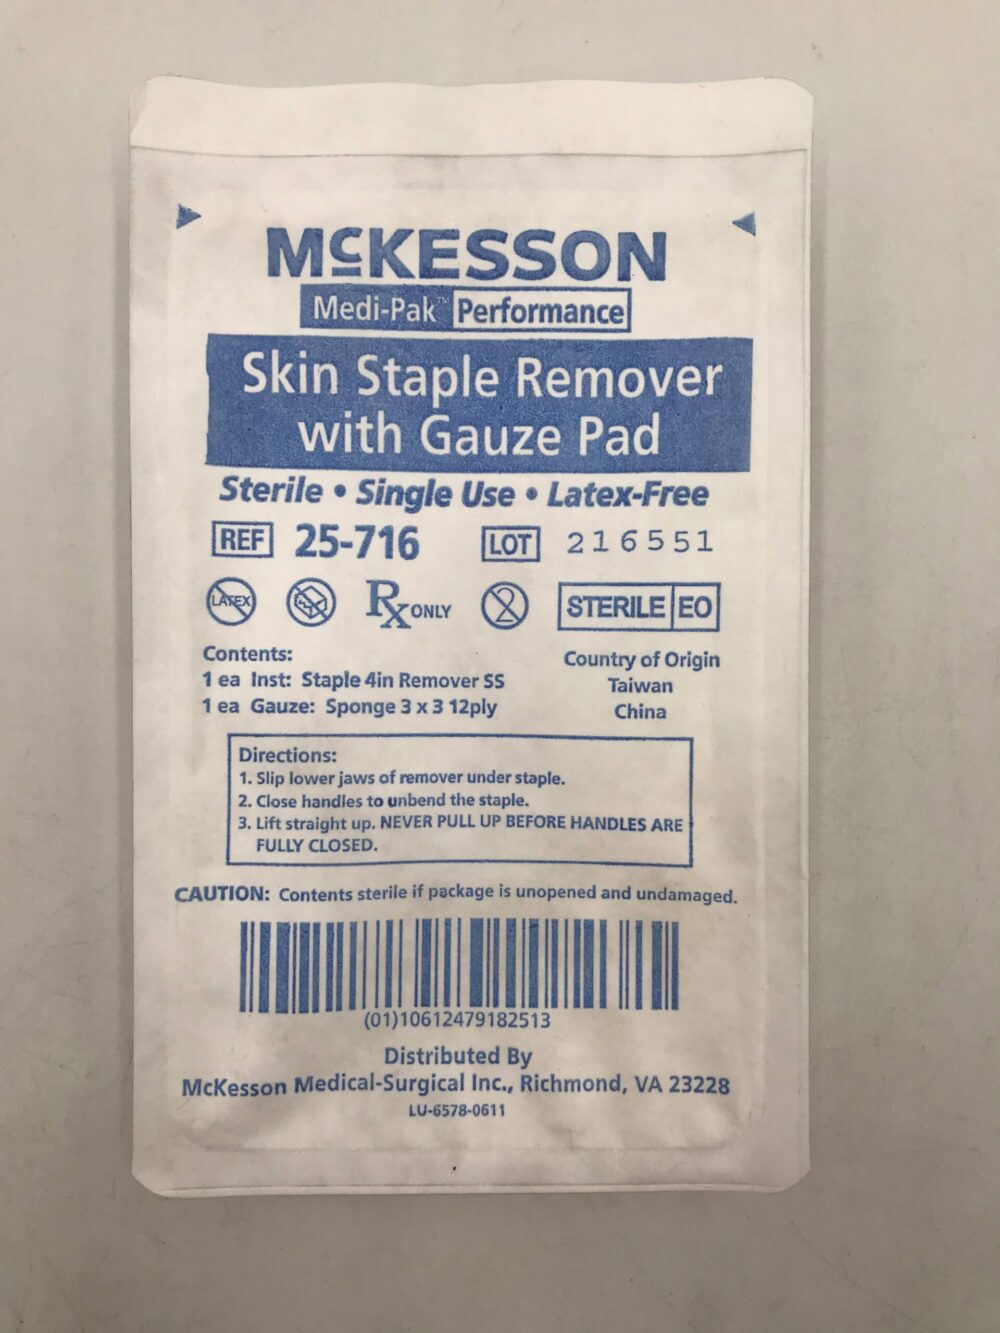 McKESSON
Medi-Pak™ Performance
Skin Staple Remover
with Gauze Pad
Sterile • Single Use • Latex-Free
REF 25-716 LOT 216551
LATEX Rx ONLY 2 STERILE EO
Contents:
1 ea Inst: Staple 4in Remover SS
1 ea Gauze: Sponge 3 x 3 12ply
Country of Origin
Taiwan
China
Directions:
1. Slip lower jaws of remover under staple.
2. Close handles to unbend the staple.
3. Lift straight up. NEVER PULL UP BEFORE HANDLES ARE
FULLY CLOSED.
CAUTION: Contents sterile if package is unopened and undamaged.
(01)10612479182513
Distributed By
McKesson Medical-Surgical Inc., Richmond, VA 23228
LU-6578-0611